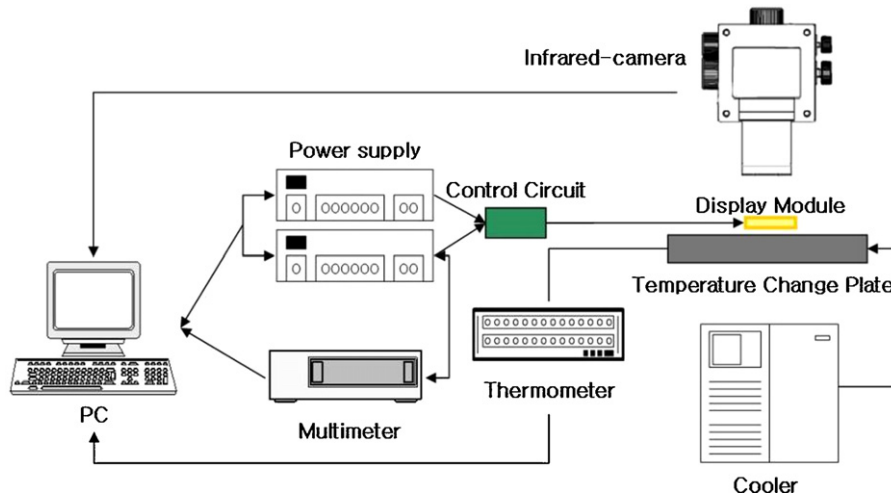 Infrared-camera
Power supply
Control Circuit
Display Module
Temperature Change Plate
Thermometer
PC
Multimeter
Cooler